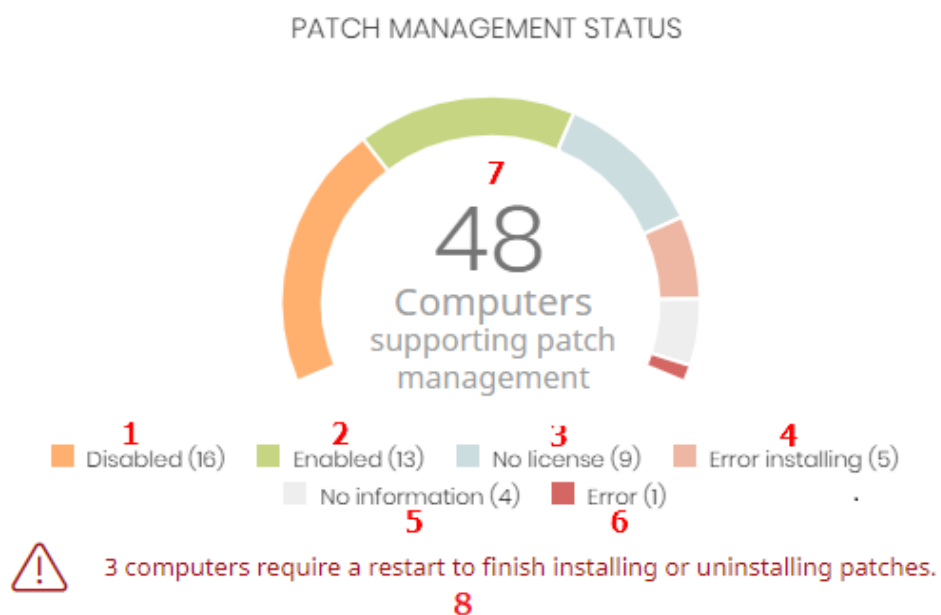 PATCH MANAGEMENT STATUS
7
48
Computers
supporting patch
management
1 2 3 4
Disabled (16) Enabled (13) No license (9) Error installing (5)
No information (4) Error (1) .
5 6
3 computers require a restart to finish installing or uninstalling patches.
8